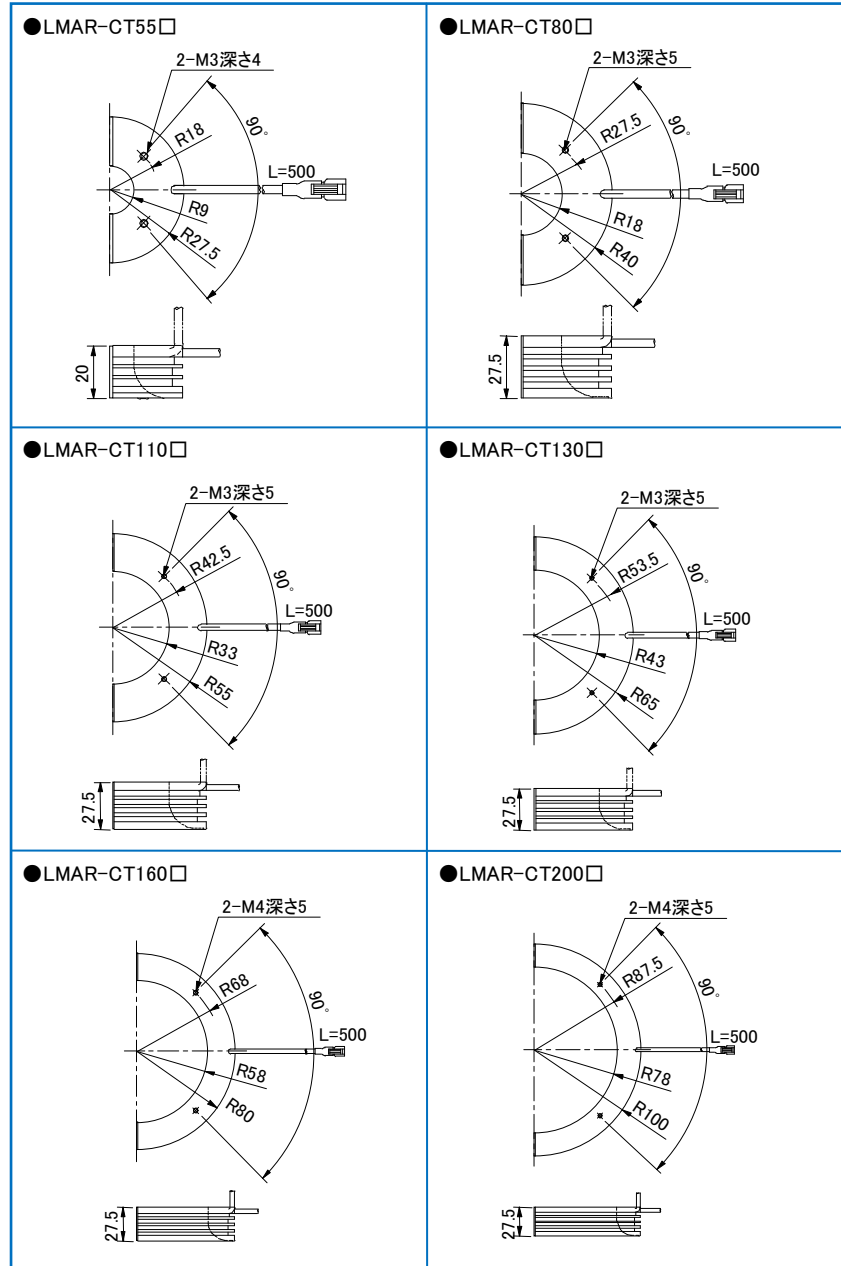 ●LMAR-CT55□
2-M3深さ4
R18
90°
L=500
R9
R27.5
20
●LMAR-CT80□
2-M3深さ5
R27.5
90°
L=500
R18
R40
27.5
●LMAR-CT110□
2-M3深さ5
R42.5
90°
L=500
R33
R55
27.5
●LMAR-CT130□
2-M3深さ5
R53.5
90°
L=500
R43
R65
27.5
●LMAR-CT160□
2-M4深さ5
R68
90°
L=500
R58
R80
27.5
●LMAR-CT200□
2-M4深さ5
R87.5
90°
L=500
R78
R100
27.5